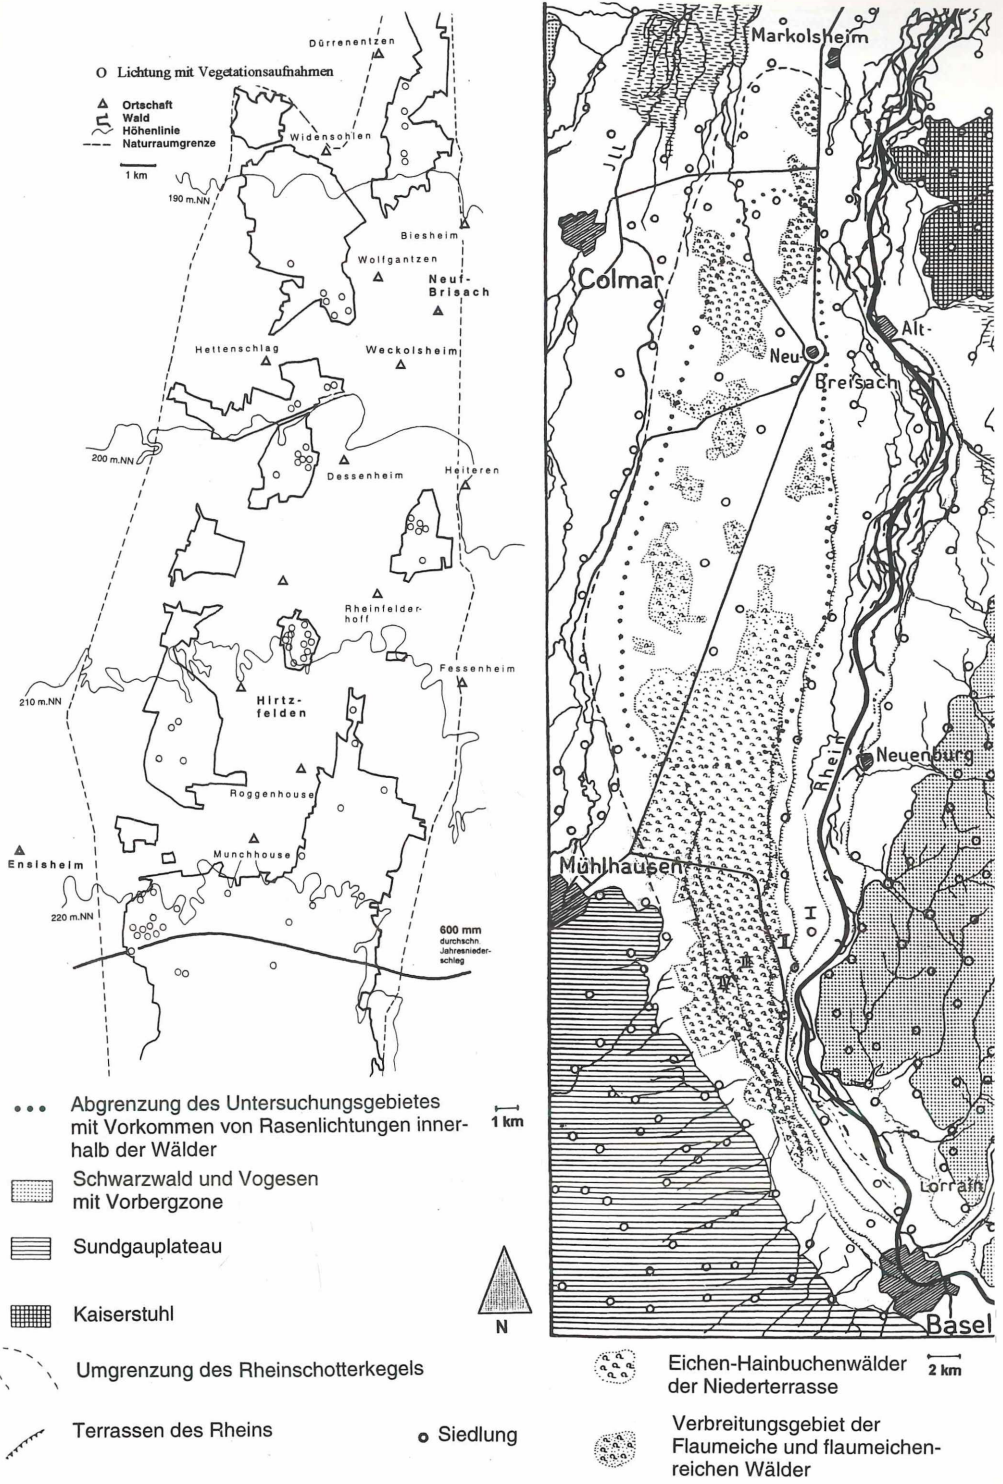 Dürrenentzen
O Lichtung mit Vegetationsaufnahmen
Ortschaft
Wald
Höhenlinie
Naturraumgrenze
1 km
Widensohlen
190 m.NN
Biesheim
Wolfgantzen
Neuf-
Brisach
Hettenschlag
Weckolsheim
200 m.NN
Dessenheim
Heiteren
Rheinfelder-
hoff
Fessenheim
210 m.NN
Hirtz-
felden
Roggenhouse
Ensisheim
Munchhouse
220 m.NN
600 mm
durchschn.
Jahresnieder-
schlag
Markolsheim
Jll
Colmar
Alt-
Neu-
Breisach
Rhein
Neuenburg
Mühlhausen
I
II
III
IV
Lorrain
Basel
Abgrenzung des Untersuchungsgebietes
mit Vorkommen von Rasenlichtungen inner-
halb der Wälder
1 km
Schwarzwald und Vogesen
mit Vorbergzone
Sundgauplateau
Kaiserstuhl
N
Umgrenzung des Rheinschotterkegels
Terrassen des Rheins
Siedlung
Eichen-Hainbuchenwälder
der Niederterrasse
2 km
Verbreitungsgebiet der
Flaumeiche und flaumeichen-
reichen Wälder